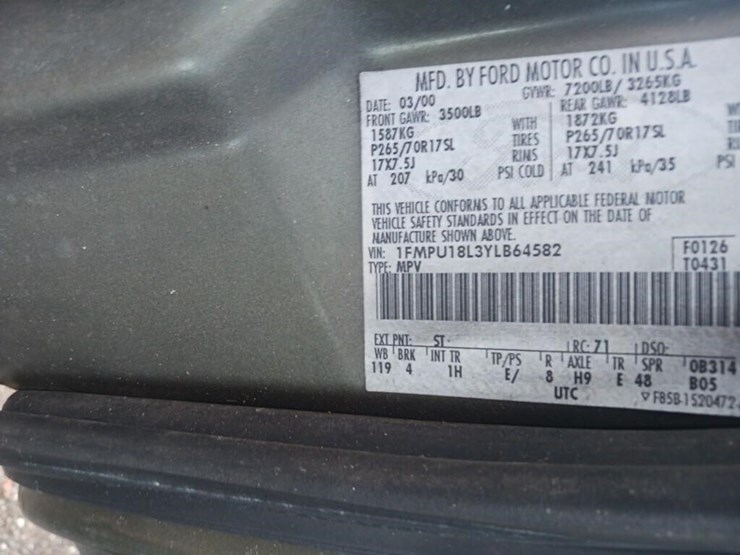 MFD. BY FORD MOTOR CO. IN U.S.A.
DATE: 03/00 GVWR: 7200LB/ 3265KG
FRONT GAWR: 3500LB REAR GAWR: 4128LB
1587KG WITH 1872KG
P265/70R17SL TIRES P265/70R17SL
17X7.5J RIMS 17X7.5J
AT 207 kPa/30 PSI COLD AT 241 kPa/35 PSI
THIS VEHICLE CONFORMS TO ALL APPLICABLE FEDERAL MOTOR
VEHICLE SAFETY STANDARDS IN EFFECT ON THE DATE OF
MANUFACTURE SHOWN ABOVE.
VIN: 1FMPU18L3YLB64582 F0126
TYPE: MPV T0431
EXT PNT: ST RC: 71 DSO:
WB BRK INT TR TP/PS R AXLE TR SPR 0B314
119 4 1H E/ 8 H9 E 48 B05
UTC ▽ F85B-1520472